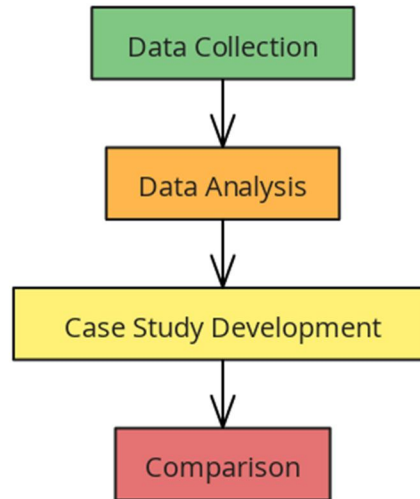 Data Collection
Data Analysis
Case Study Development
Comparison